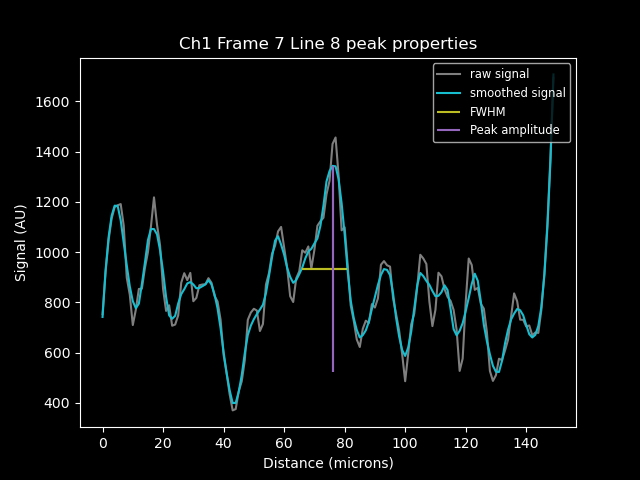 Ch1 Frame 7 Line 8 peak properties
raw signal
smoothed signal
FWHM
Peak amplitude
Signal (AU)
1600
1400
1200
1000
800
600
400
0 20 40 60 80 100 120 140
Distance (microns)